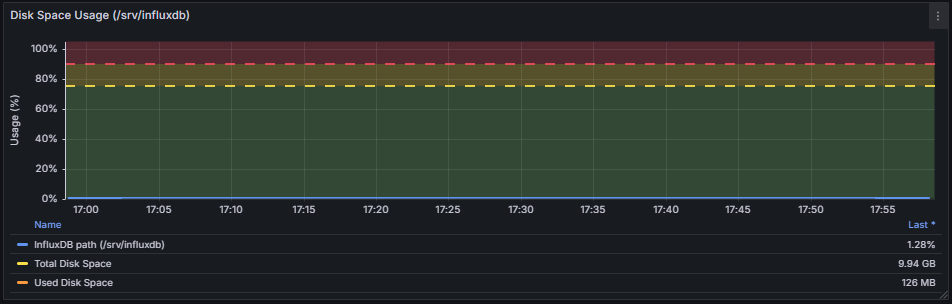 Disk Space Usage (/srv/influxdb)
100%
80%
60%
40%
20%
0%
Usage (%)
17:00 17:05 17:10 17:15 17:20 17:25 17:30 17:35 17:40 17:45 17:50 17:55
Name Last *
InfluxDB path (/srv/influxdb) 1.28%
Total Disk Space 9.94 GB
Used Disk Space 126 MB